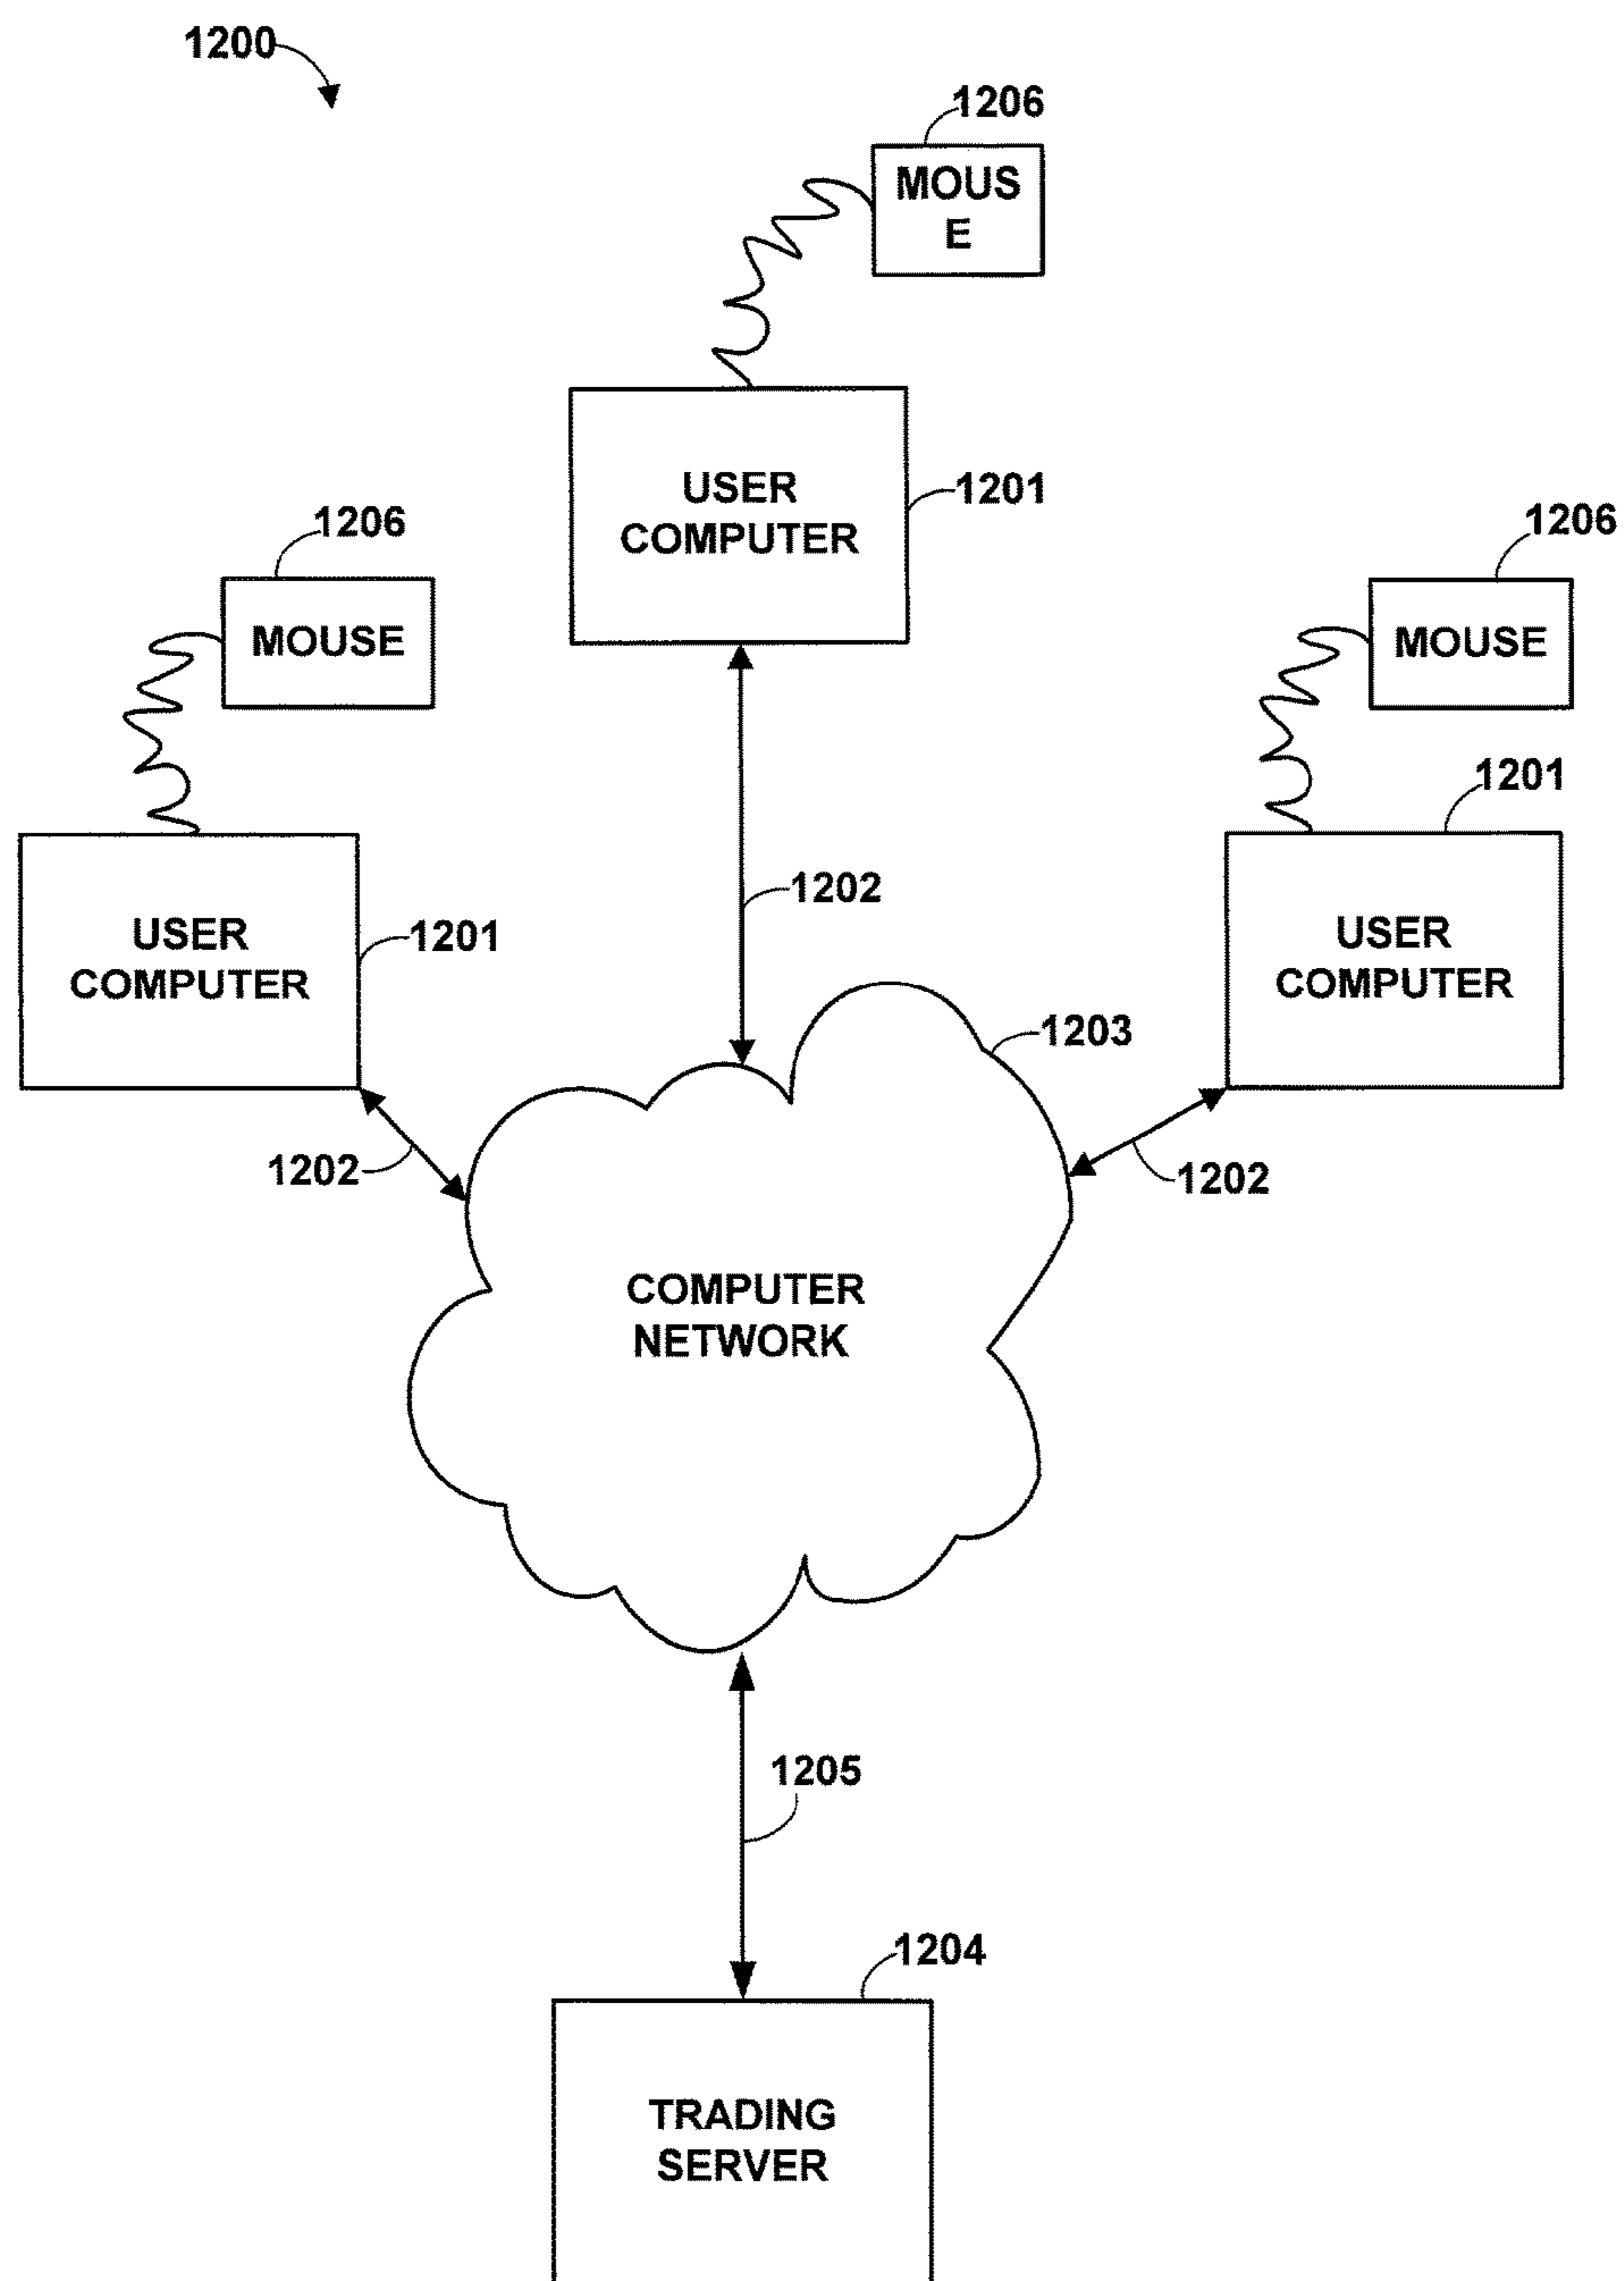 1200
1206
MOUS
E
USER
COMPUTER
1201
1206
MOUSE
1206
MOUSE
1201
USER
COMPUTER
1201
1202
USER
COMPUTER
1203
1202
1202
COMPUTER
NETWORK
1205
1204
TRADING
SERVER